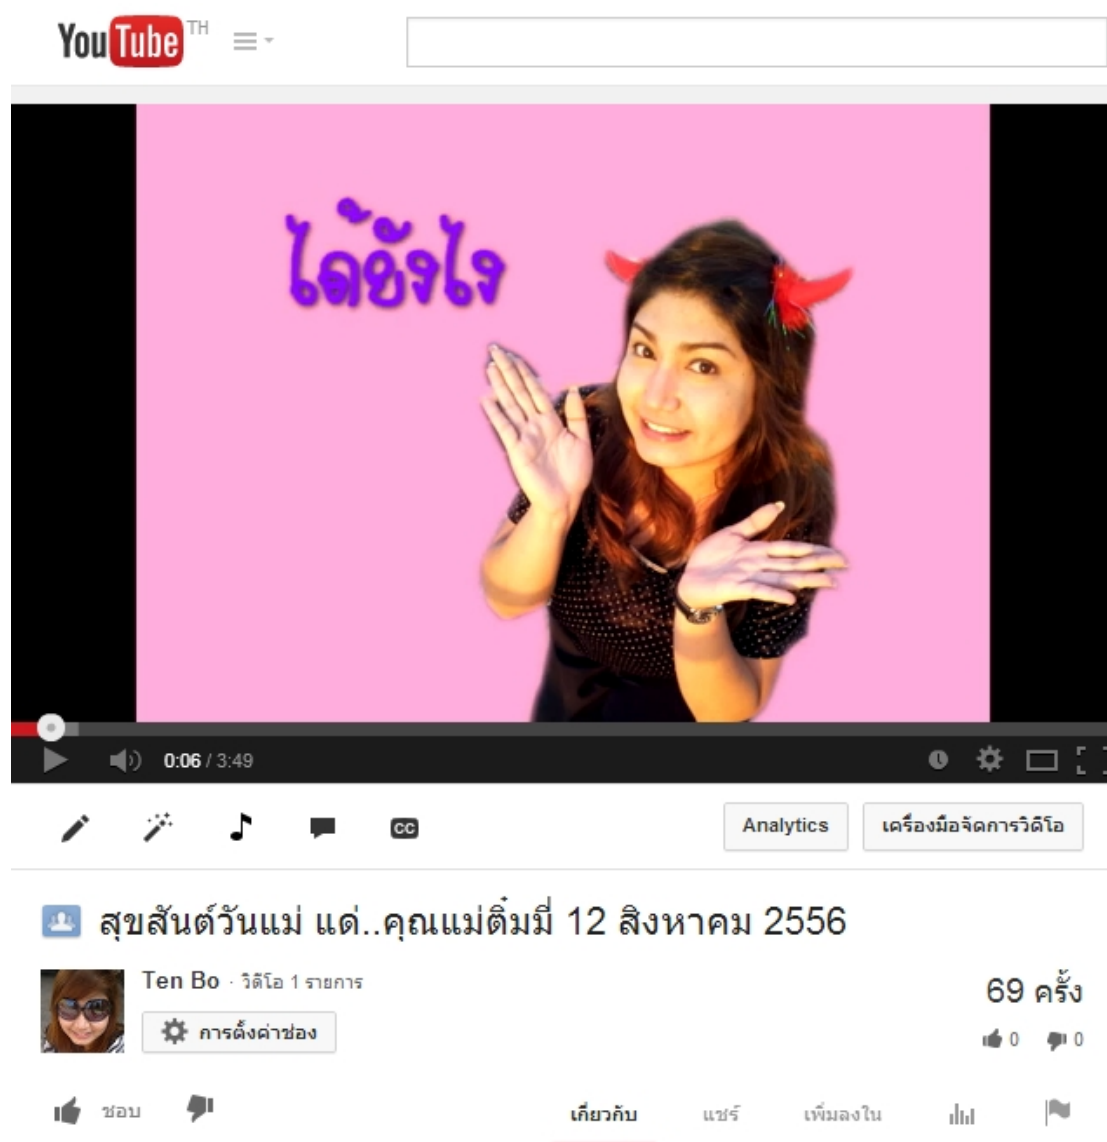 YouTube TH
ได้ยังไง
0:06 / 3:49
CC
Analytics
เครื่องมือจัดการวิดีโอ
สุขสันต์วันแม่ แด่..คุณแม่ติ๋มมี่ 12 สิงหาคม 2556
Ten Bo · วิดีโอ 1 รายการ
69 ครั้ง
การตั้งค่าช่อง
0 0
ชอบ
เกี่ยวกับ แชร์ เพิ่มลงใน